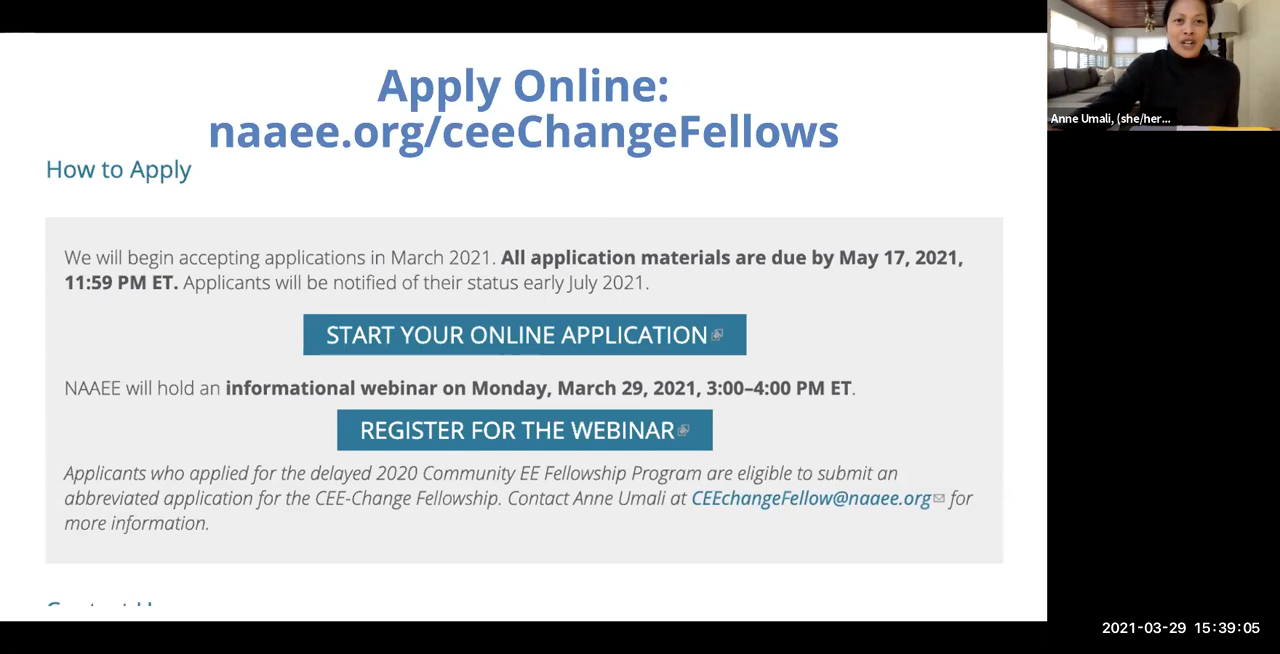 Apply Online:
naaee.org/ceeChangeFellows
How to Apply
We will begin accepting applications in March 2021. All application materials are due by May 17, 2021,
11:59 PM ET. Applicants will be notified of their status early July 2021.
START YOUR ONLINE APPLICATION
NAAEE will hold an informational webinar on Monday, March 29, 2021, 3:00–4:00 PM ET.
REGISTER FOR THE WEBINAR
Applicants who applied for the delayed 2020 Community EE Fellowship Program are eligible to submit an
abbreviated application for the CEE-Change Fellowship. Contact Anne Umali at CEEchangeFellow@naaee.org for
more information.
Anne Umali, (she/her...
2021-03-29 15:39:05